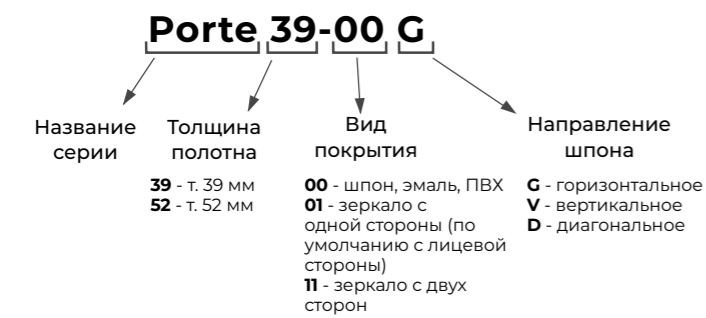 Porte 39-00 G
Название
серии
Толщина
полотна
39 - т. 39 мм
52 - т. 52 мм
Вид
покрытия
00 - шпон, эмаль, ПВХ
01 - зеркало с
одной стороны (по
умолчанию с лицевой
стороны)
11 - зеркало с двух
сторон
Направление
шпона
G - горизонтальное
V - вертикальное
D - диагональное